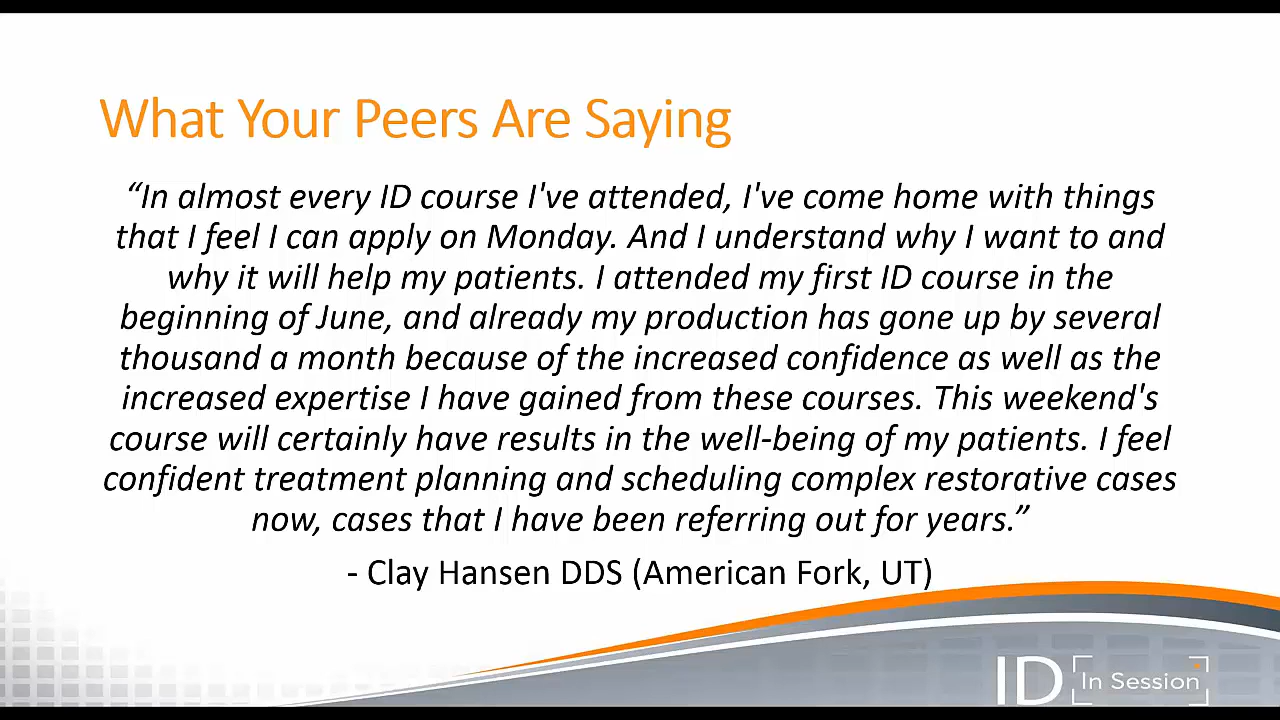 What Your Peers Are Saying
“In almost every ID course I've attended, I've come home with things
that I feel I can apply on Monday. And I understand why I want to and
why it will help my patients. I attended my first ID course in the
beginning of June, and already my production has gone up by several
thousand a month because of the increased confidence as well as the
increased expertise I have gained from these courses. This weekend's
course will certainly have results in the well-being of my patients. I feel
confident treatment planning and scheduling complex restorative cases
now, cases that I have been referring out for years.”
- Clay Hansen DDS (American Fork, UT)
ID In Session